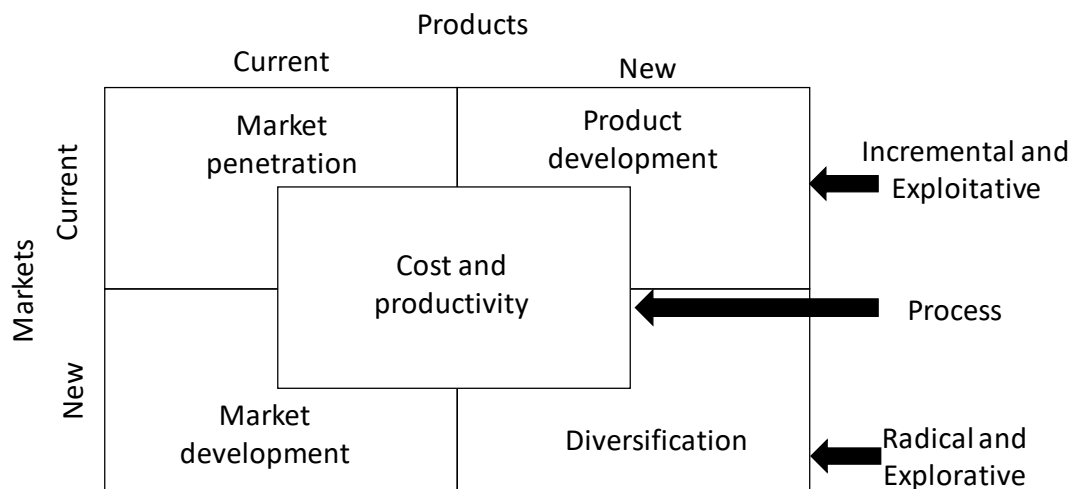 Products
Current
New
Market
penetration
Product
development
Incremental and
Exploitative
Current
Markets
Cost and
productivity
Process
New
Market
development
Diversification
Radical and
Explorative